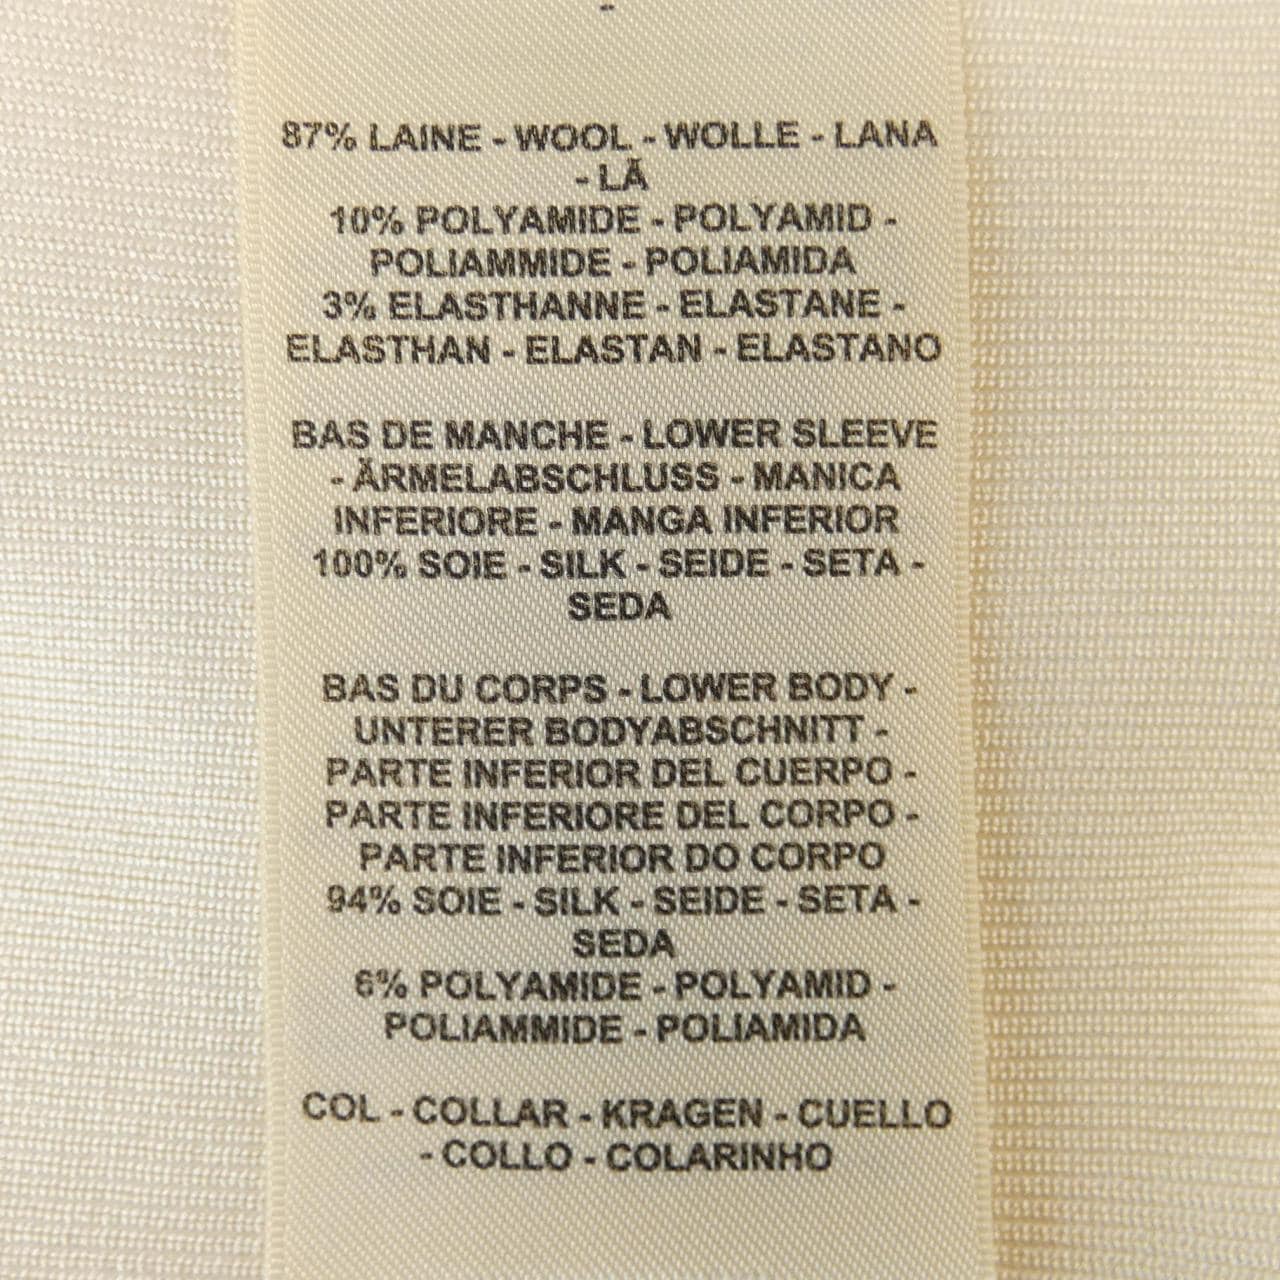 87% LAINE - WOOL - WOLLE - LANA
- LÃ
10% POLYAMIDE - POLYAMID -
POLIAMMIDE - POLIAMIDA
3% ELASTHANNE - ELASTANE -
ELASTHAN - ELASTAN - ELASTANO
BAS DE MANCHE - LOWER SLEEVE
- ÄRMELABSCHLUSS - MANICA
INFERIORE - MANGA INFERIOR
100% SOIE - SILK - SEIDE - SETA -
SEDA
BAS DU CORPS - LOWER BODY -
UNTERER BODYABSCHNITT -
PARTE INFERIOR DEL CUERPO -
PARTE INFERIORE DEL CORPO -
PARTE INFERIOR DO CORPO
94% SOIE - SILK - SEIDE - SETA -
SEDA
6% POLYAMIDE - POLYAMID -
POLIAMMIDE - POLIAMIDA
COL - COLLAR - KRAGEN - CUELLO
- COLLO - COLARINHO